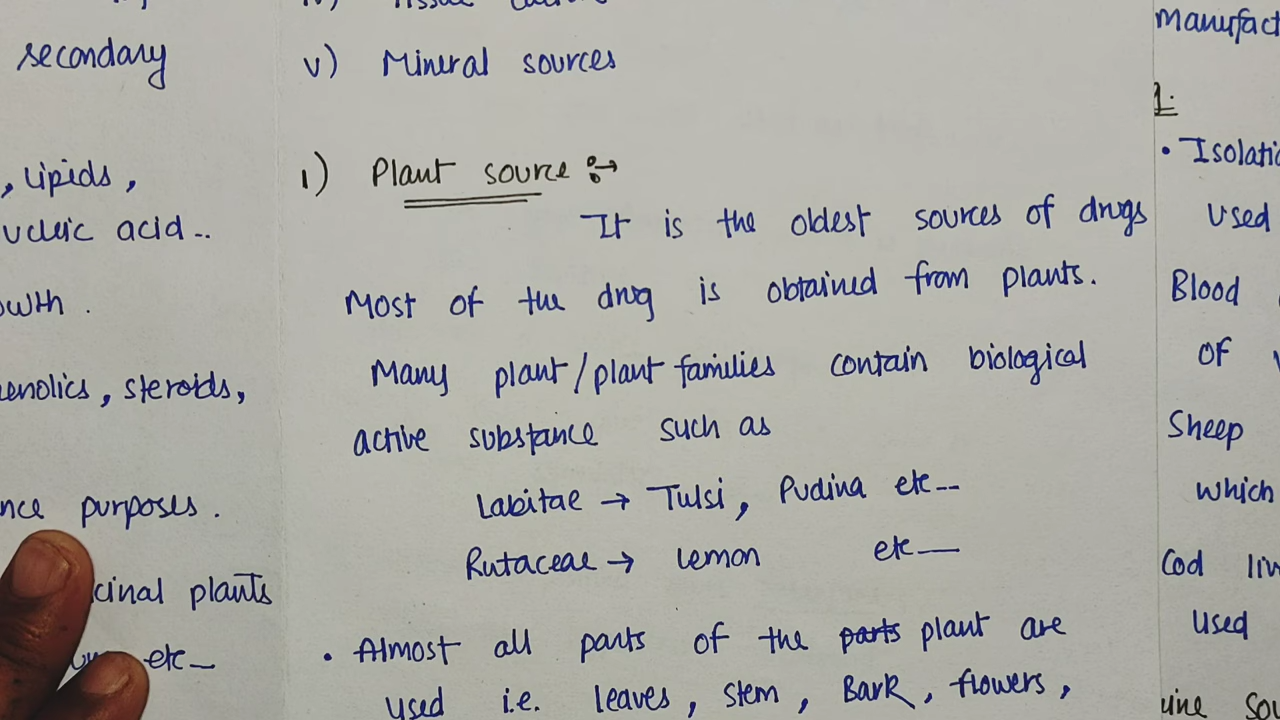 secondary
, Lipids,
ucleic acid..
owth.
enolics, steroids,
nce purposes.
cinal plants
etc
v) Mineral sources
1) Plant source :→
It is the oldest sources of drugs
Most of the drug is obtained from plants.
Many plant/plant families contain biological
active substance such as
Labitae → Tulsi, Pudina etc--
Rutaceae → Lemon etc—
• Almost all parts of the parts plant are
used i.e. leaves, stem, Bark, flowers,
manufact
1.
• Isolatio
Used
Blood
of
Sheep
which
Cod liv
Used
sou